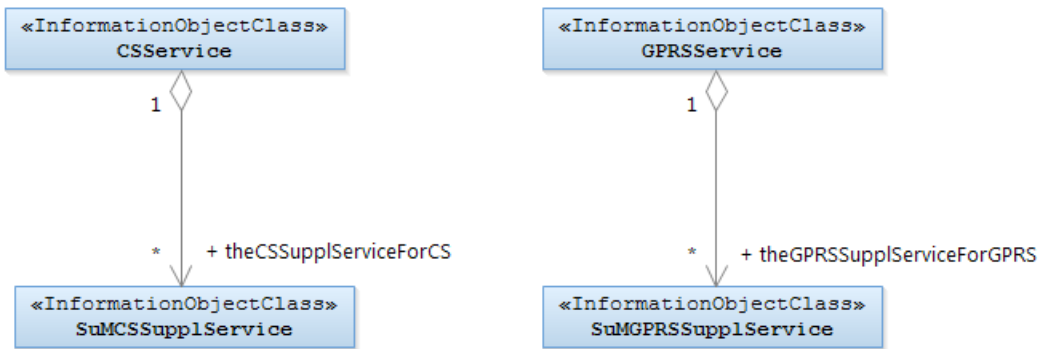 «InformationObjectClass»
CSService
1
*
+ theCSSupplServiceForCS
«InformationObjectClass»
SuMCSSupplService
«InformationObjectClass»
GPRSService
1
*
+ theGPRSSupplServiceForGPRS
«InformationObjectClass»
SuMGPRSSupplService